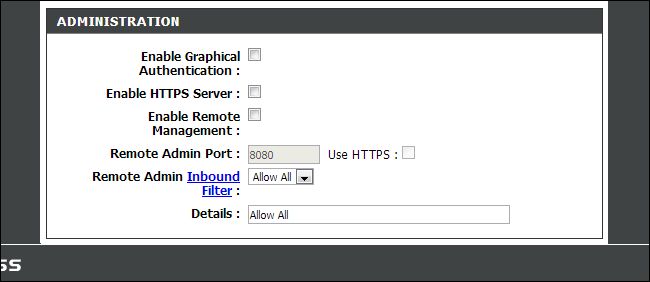 ADMINISTRATION
Enable Graphical
Authentication :
Enable HTTPS Server :
Enable Remote
Management :
Remote Admin Port : 8080 Use HTTPS :
Remote Admin Inbound Allow All
Filter :
Details : Allow All
SS